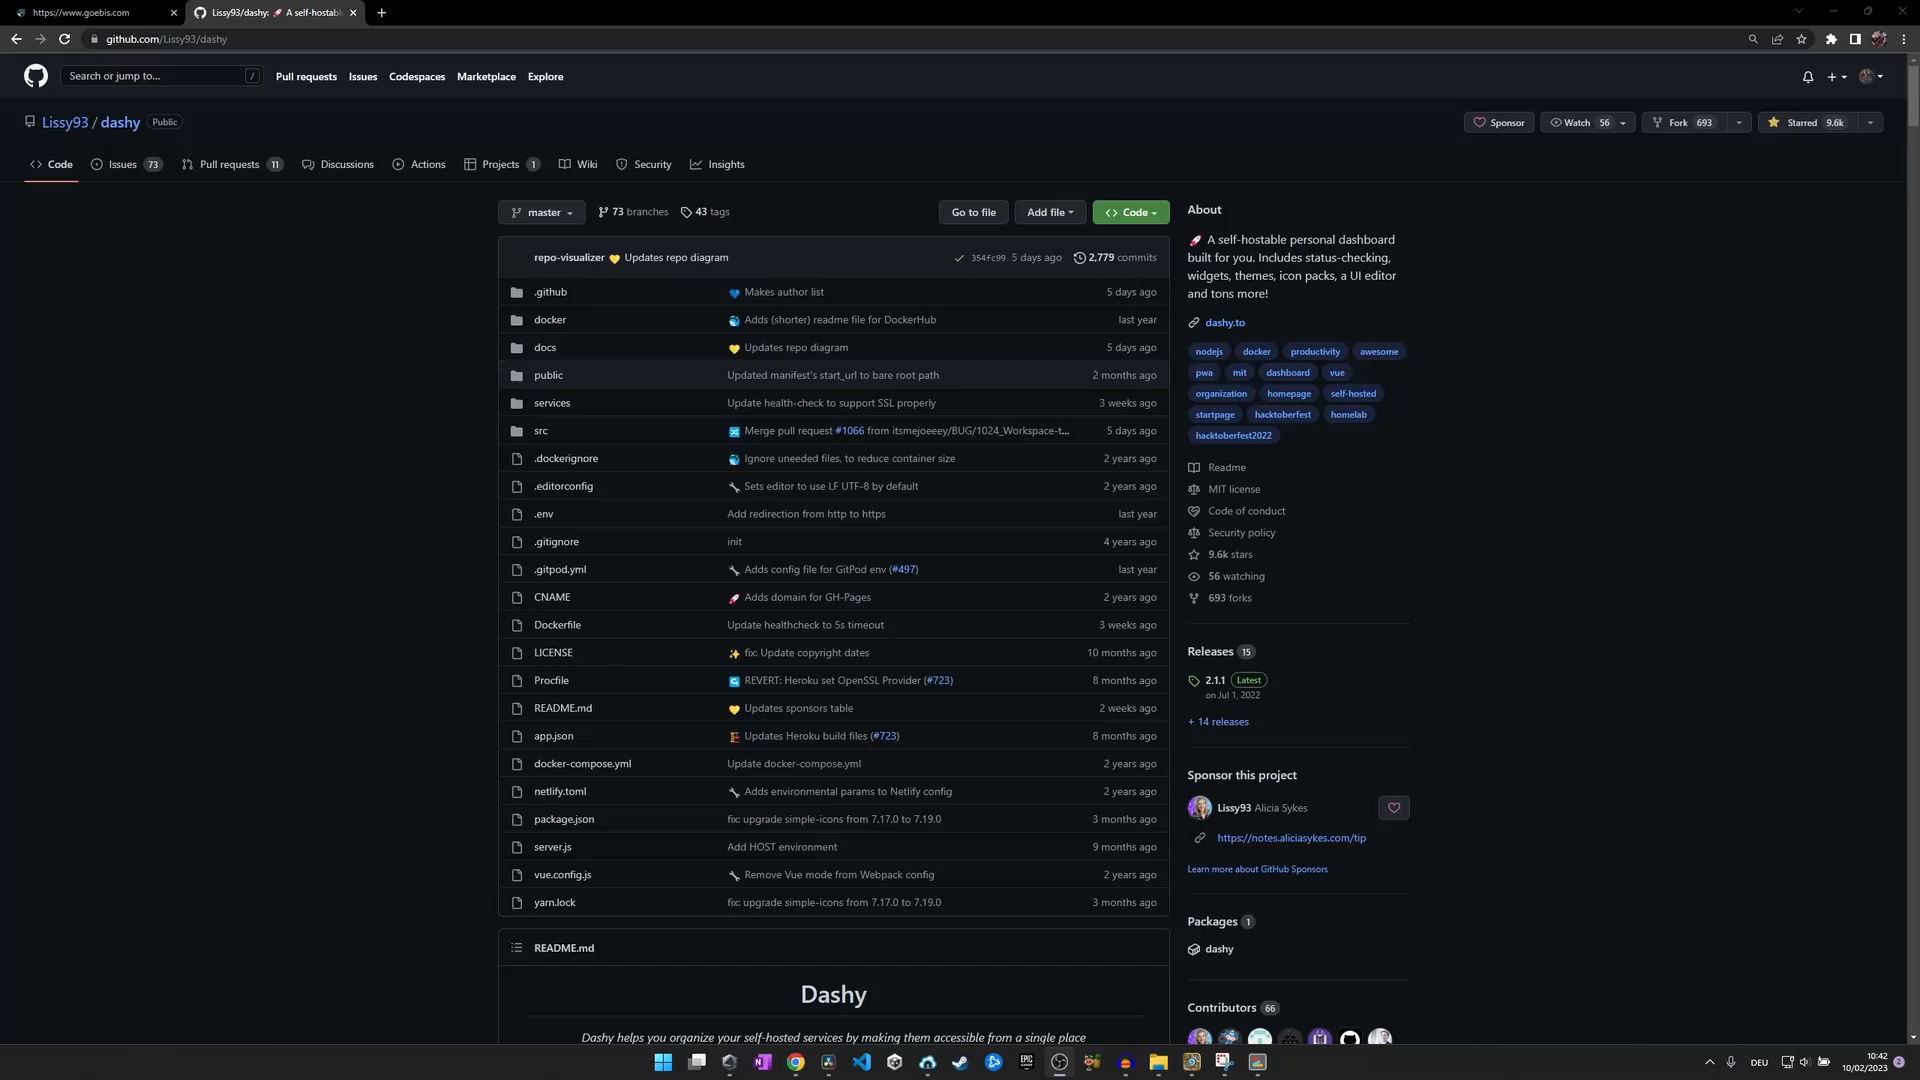 https://www.goebis.com
Lissy93/dashy: 🚀 A self-hostable
github.com/Lissy93/dashy
Search or jump to...
/
Pull requests
Issues
Codespaces
Marketplace
Explore
Lissy93 / dashy
Public
Sponsor
Watch 56
Fork 693
Starred 9.6k
Code
Issues 73
Pull requests 11
Discussions
Actions
Projects 1
Wiki
Security
Insights
master
73 branches
43 tags
Go to file
Add file
Code
repo-visualizer 💛 Updates repo diagram 354fc99 5 days ago 2,779 commits
.github 💙 Makes author list 5 days ago
docker Adds (shorter) readme file for DockerHub last year
docs 💛 Updates repo diagram 5 days ago
public Updated manifest's start_url to bare root path 2 months ago
services Update health-check to support SSL properly 3 weeks ago
src 🔀 Merge pull request #1066 from itsmejoeeey/BUG/1024_Workspace-t... 5 days ago
.dockerignore Ignore uneeded files, to reduce container size 2 years ago
.editorconfig 🔧 Sets editor to use LF UTF-8 by default 2 years ago
.env Add redirection from http to https last year
.gitignore init 4 years ago
.gitpod.yml 🔧 Adds config file for GitPod env (#497) last year
CNAME 🚀 Adds domain for GH-Pages 2 years ago
Dockerfile Update healthcheck to 5s timeout 3 weeks ago
LICENSE ✨ fix: Update copyright dates 10 months ago
Procfile REVERT: Heroku set OpenSSL Provider (#723) 8 months ago
README.md 💛 Updates sponsors table 2 weeks ago
app.json Updates Heroku build files (#723) 8 months ago
docker-compose.yml Update docker-compose.yml 2 years ago
netlify.toml 🔧 Adds environmental params to Netlify config 2 years ago
package.json fix: upgrade simple-icons from 7.17.0 to 7.19.0 3 months ago
server.js Add HOST environment 9 months ago
vue.config.js 🔧 Remove Vue mode from Webpack config 2 years ago
yarn.lock fix: upgrade simple-icons from 7.17.0 to 7.19.0 3 months ago
README.md
Dashy
Dashy helps you organize your self-hosted services by making them accessible from a single place
About
🚀 A self-hostable personal dashboard
built for you. Includes status-checking,
widgets, themes, icon packs, a UI editor
and tons more!
dashy.to
nodejs docker productivity awesome
pwa mit dashboard vue
organization homepage self-hosted
startpage hacktoberfest homelab
hacktoberfest2022
Readme
MIT license
Code of conduct
Security policy
9.6k stars
56 watching
693 forks
Releases 15
2.1.1 Latest
on Jul 1, 2022
+ 14 releases
Sponsor this project
Lissy93 Alicia Sykes
https://notes.aliciasykes.com/tip
Learn more about GitHub Sponsors
Packages 1
dashy
Contributors 66
DEU
10:42
10/02/2023
2